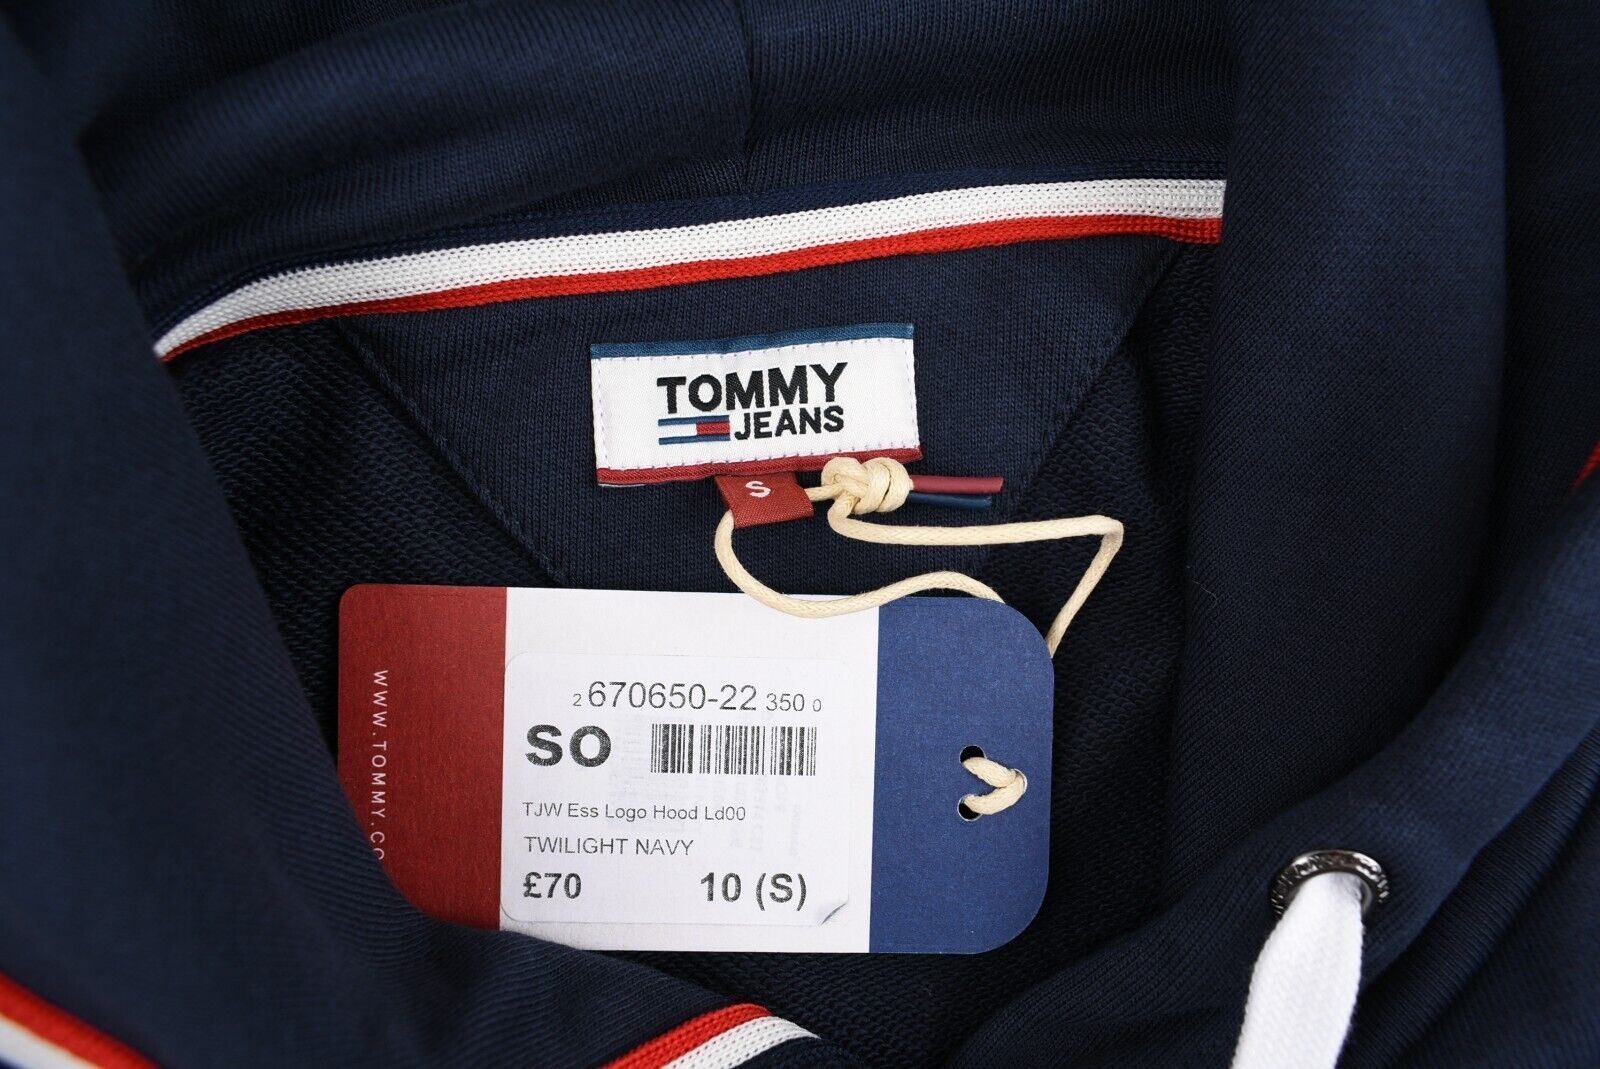 TOMMY
JEANS
S
WWW.TOMMY.CO
2 670650-22 350 0
SO
TJW Ess Logo Hood Ld00
TWILIGHT NAVY
£70 10 (S)